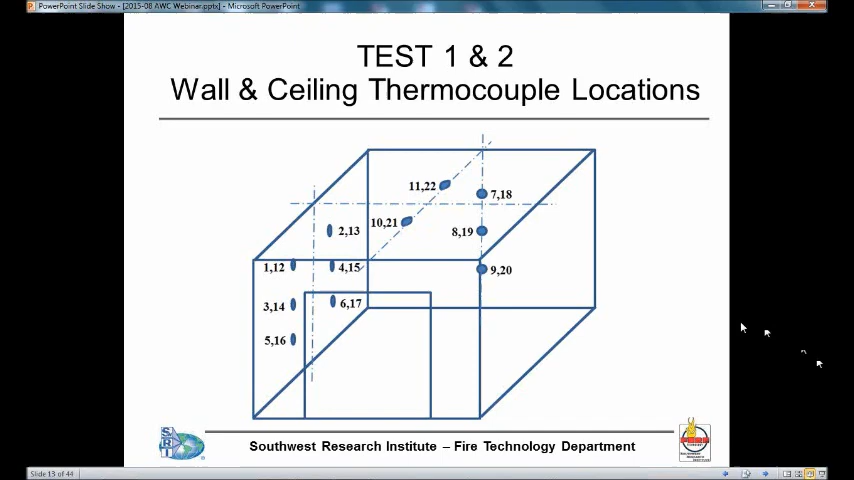 PowerPoint Slide Show - [2015-08 AWC Webinar.pptx] - Microsoft PowerPoint
TEST 1 & 2
Wall & Ceiling Thermocouple Locations
11,22
7,18
10,21
2,13
8,19
1,12
4,15
9,20
3,14
6,17
5,16
SRI
Southwest Research Institute – Fire Technology Department
Slide 13 of 44